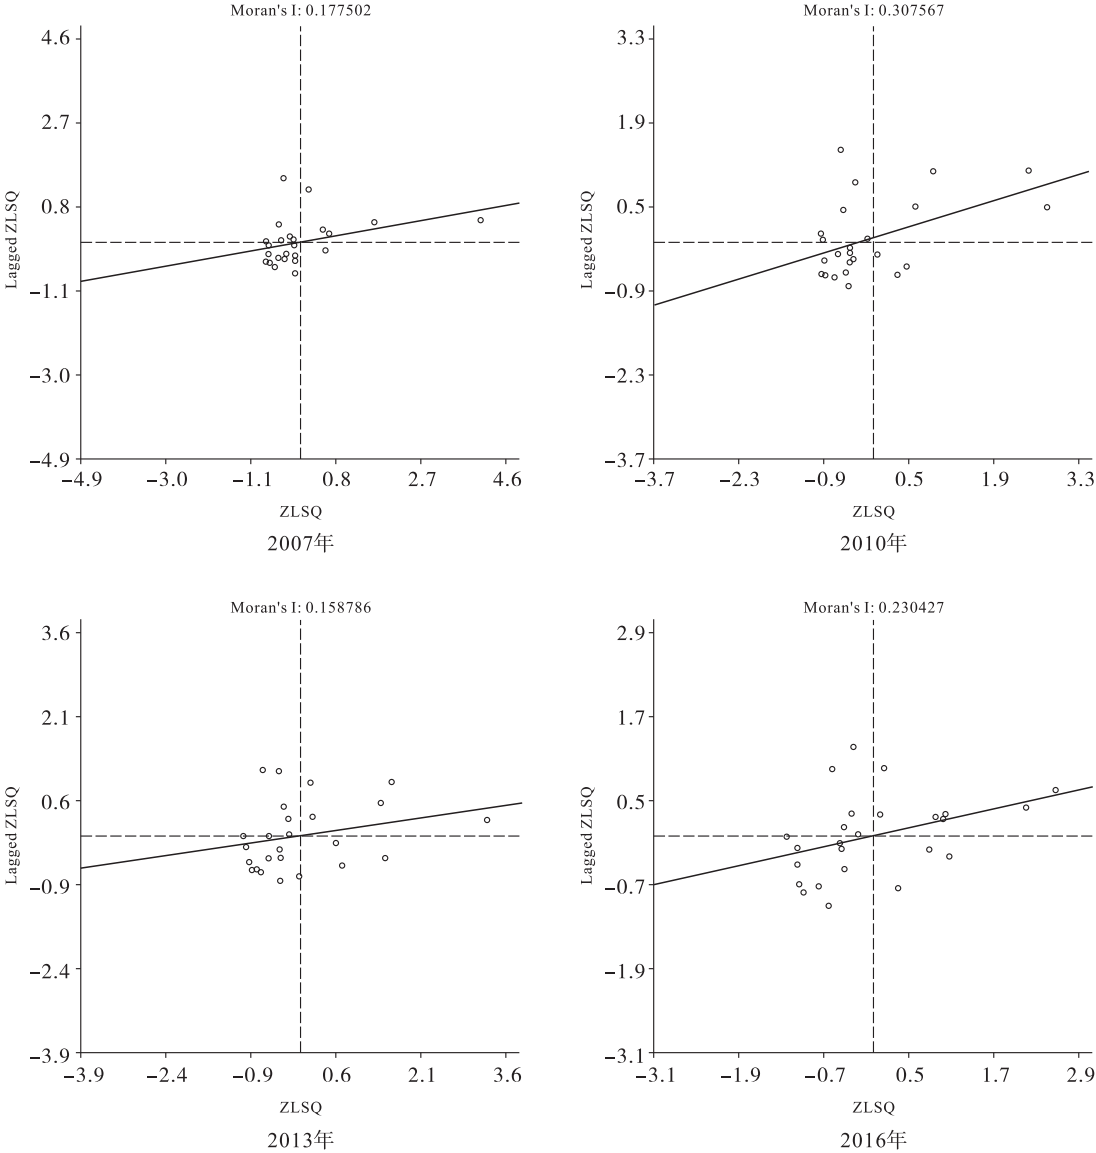 Moran's I: 0.177502
4.6
2.7
0.8
−1.1
−3.0
−4.9
Lagged ZLSQ
−4.9 −3.0 −1.1 0.8 2.7 4.6
ZLSQ
2007年
Moran's I: 0.307567
3.3
1.9
0.5
−0.9
−2.3
−3.7
Lagged ZLSQ
−3.7 −2.3 −0.9 0.5 1.9 3.3
ZLSQ
2010年
Moran's I: 0.158786
3.6
2.1
0.6
−0.9
−2.4
−3.9
Lagged ZLSQ
−3.9 −2.4 −0.9 0.6 2.1 3.6
ZLSQ
2013年
Moran's I: 0.230427
2.9
1.7
0.5
−0.7
−1.9
−3.1
Lagged ZLSQ
−3.1 −1.9 −0.7 0.5 1.7 2.9
ZLSQ
2016年